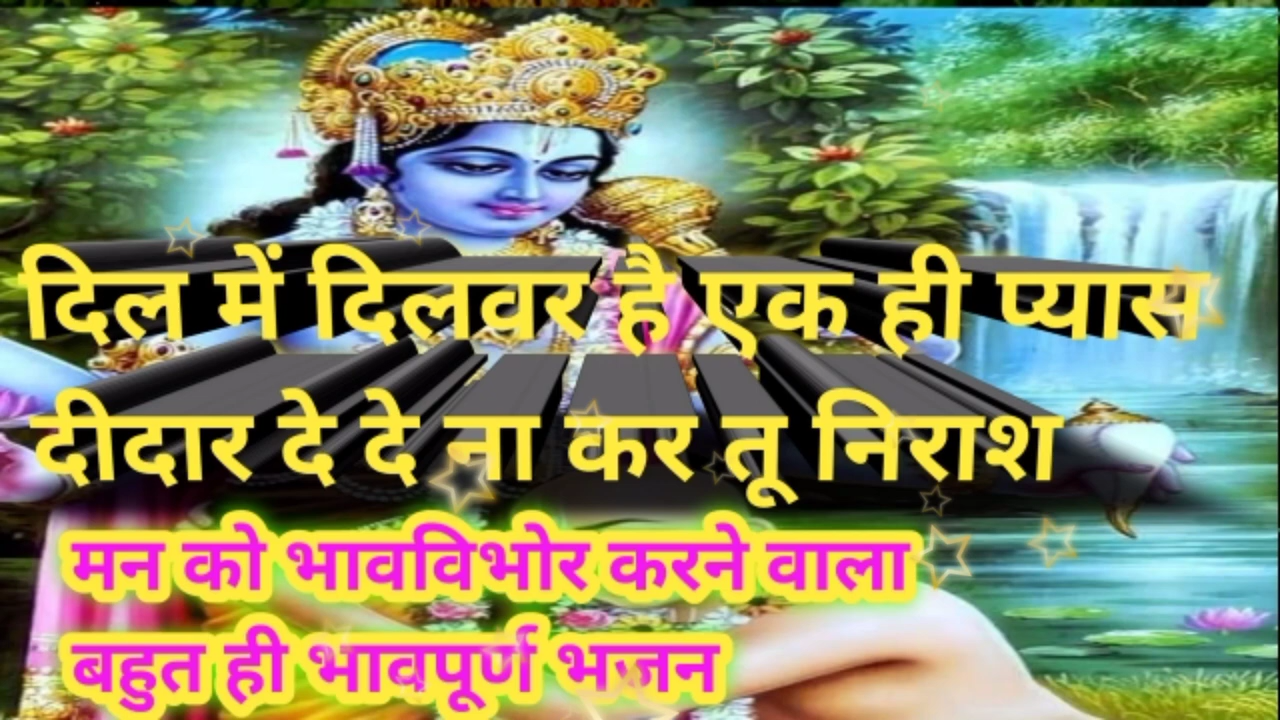 दिल में दिलवर है एक ही प्यास
दीदार दे दे ना कर तू निराश
मन को भावविभोर करने वाला
बहुत ही भावपूर्ण भजन